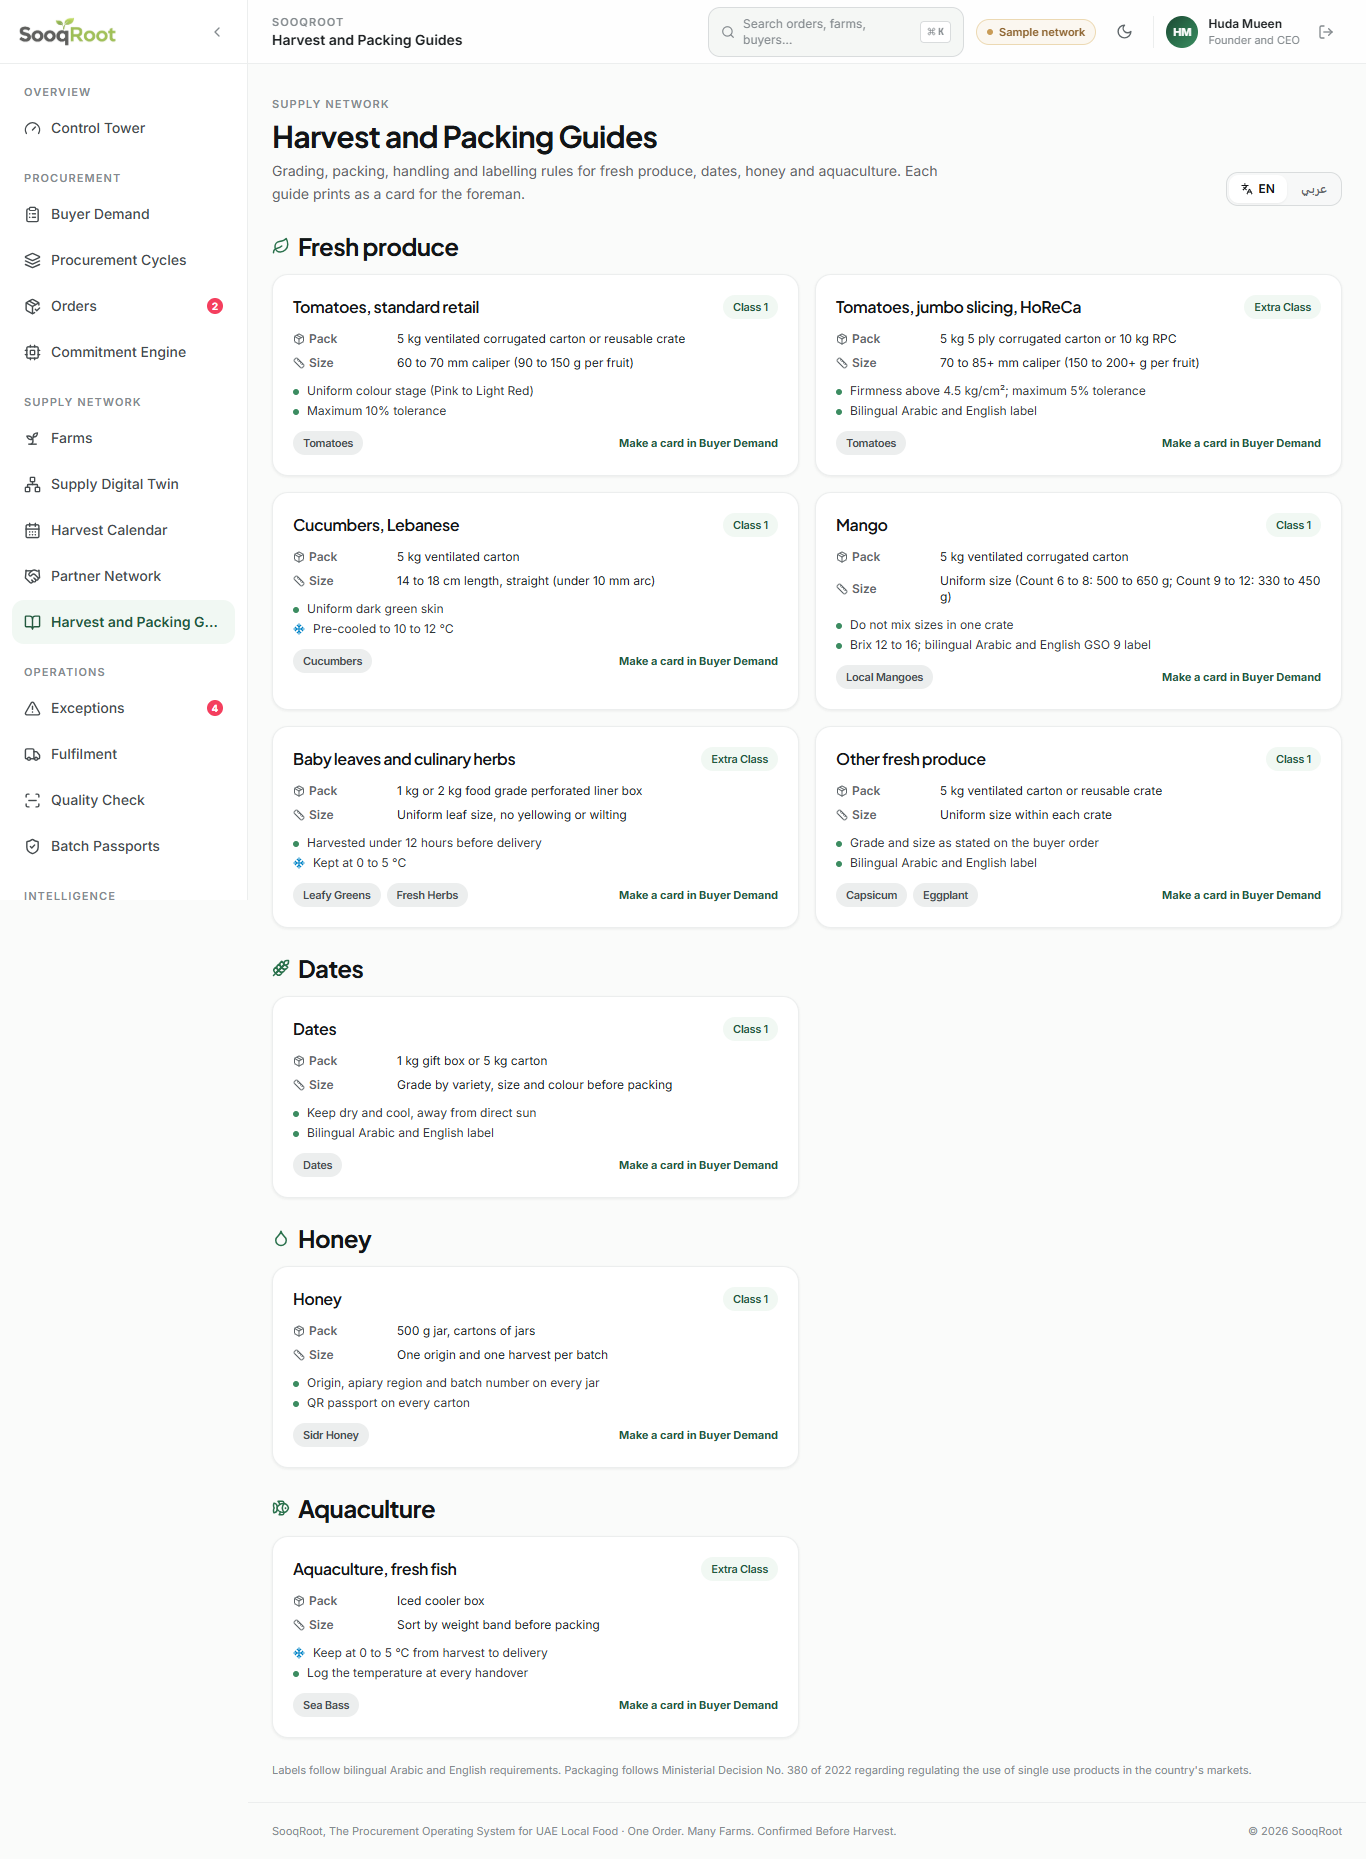 SooqRoot
SOOQROOT
Harvest and Packing Guides
Search orders, farms,
buyers...
⌘ K
Sample network
HM
Huda Mueen
Founder and CEO
OVERVIEW
Control Tower
PROCUREMENT
Buyer Demand
Procurement Cycles
Orders
2
Commitment Engine
SUPPLY NETWORK
Farms
Supply Digital Twin
Harvest Calendar
Partner Network
Harvest and Packing G...
OPERATIONS
Exceptions
4
Fulfilment
Quality Check
Batch Passports
INTELLIGENCE
SUPPLY NETWORK
Harvest and Packing Guides
Grading, packing, handling and labelling rules for fresh produce, dates, honey and aquaculture. Each
guide prints as a card for the foreman.
EN
عربي
Fresh produce
Tomatoes, standard retail
Class 1
Pack
5 kg ventilated corrugated carton or reusable crate
Size
60 to 70 mm caliper (90 to 150 g per fruit)
Uniform colour stage (Pink to Light Red)
Maximum 10% tolerance
Tomatoes
Make a card in Buyer Demand
Tomatoes, jumbo slicing, HoReCa
Extra Class
Pack
5 kg 5 ply corrugated carton or 10 kg RPC
Size
70 to 85+ mm caliper (150 to 200+ g per fruit)
Firmness above 4.5 kg/cm²; maximum 5% tolerance
Bilingual Arabic and English label
Tomatoes
Make a card in Buyer Demand
Cucumbers, Lebanese
Class 1
Pack
5 kg ventilated carton
Size
14 to 18 cm length, straight (under 10 mm arc)
Uniform dark green skin
Pre-cooled to 10 to 12 °C
Cucumbers
Make a card in Buyer Demand
Mango
Class 1
Pack
5 kg ventilated corrugated carton
Size
Uniform size (Count 6 to 8: 500 to 650 g; Count 9 to 12: 330 to 450
g)
Do not mix sizes in one crate
Brix 12 to 16; bilingual Arabic and English GSO 9 label
Local Mangoes
Make a card in Buyer Demand
Baby leaves and culinary herbs
Extra Class
Pack
1 kg or 2 kg food grade perforated liner box
Size
Uniform leaf size, no yellowing or wilting
Harvested under 12 hours before delivery
Kept at 0 to 5 °C
Leafy Greens
Fresh Herbs
Make a card in Buyer Demand
Other fresh produce
Class 1
Pack
5 kg ventilated carton or reusable crate
Size
Uniform size within each crate
Grade and size as stated on the buyer order
Bilingual Arabic and English label
Capsicum
Eggplant
Make a card in Buyer Demand
Dates
Dates
Class 1
Pack
1 kg gift box or 5 kg carton
Size
Grade by variety, size and colour before packing
Keep dry and cool, away from direct sun
Bilingual Arabic and English label
Dates
Make a card in Buyer Demand
Honey
Honey
Class 1
Pack
500 g jar, cartons of jars
Size
One origin and one harvest per batch
Origin, apiary region and batch number on every jar
QR passport on every carton
Sidr Honey
Make a card in Buyer Demand
Aquaculture
Aquaculture, fresh fish
Extra Class
Pack
Iced cooler box
Size
Sort by weight band before packing
Keep at 0 to 5 °C from harvest to delivery
Log the temperature at every handover
Sea Bass
Make a card in Buyer Demand
Labels follow bilingual Arabic and English requirements. Packaging follows Ministerial Decision No. 380 of 2022 regarding regulating the use of single use products in the country's markets.
SooqRoot, The Procurement Operating System for UAE Local Food · One Order. Many Farms. Confirmed Before Harvest.
© 2026 SooqRoot